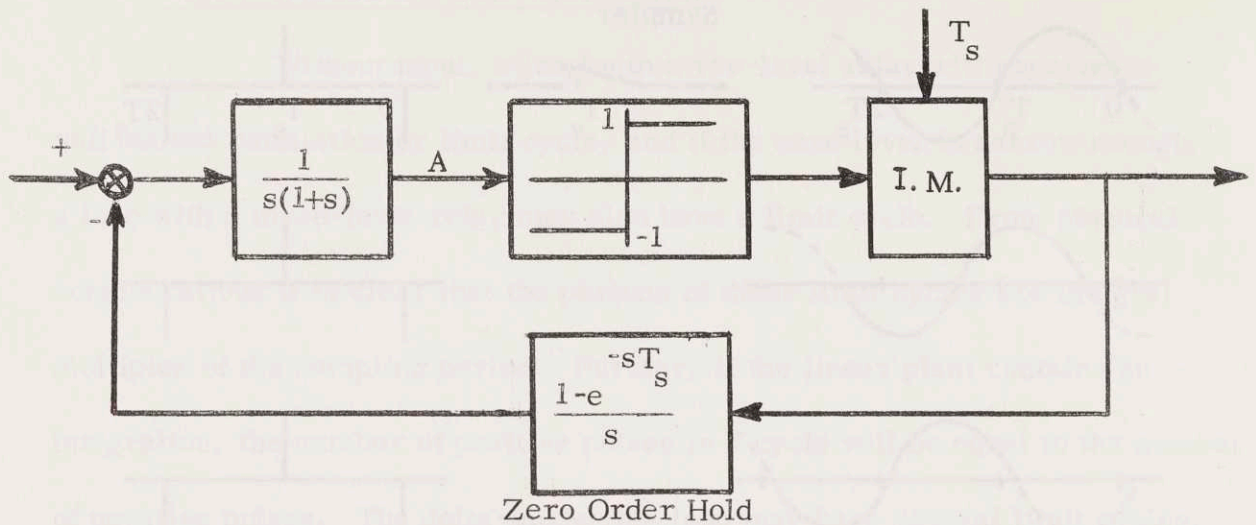 T_s
+
-
1
s(1+s)
A
1
-1
I. M.
1-e^{-sT_s}
s
Zero Order Hold